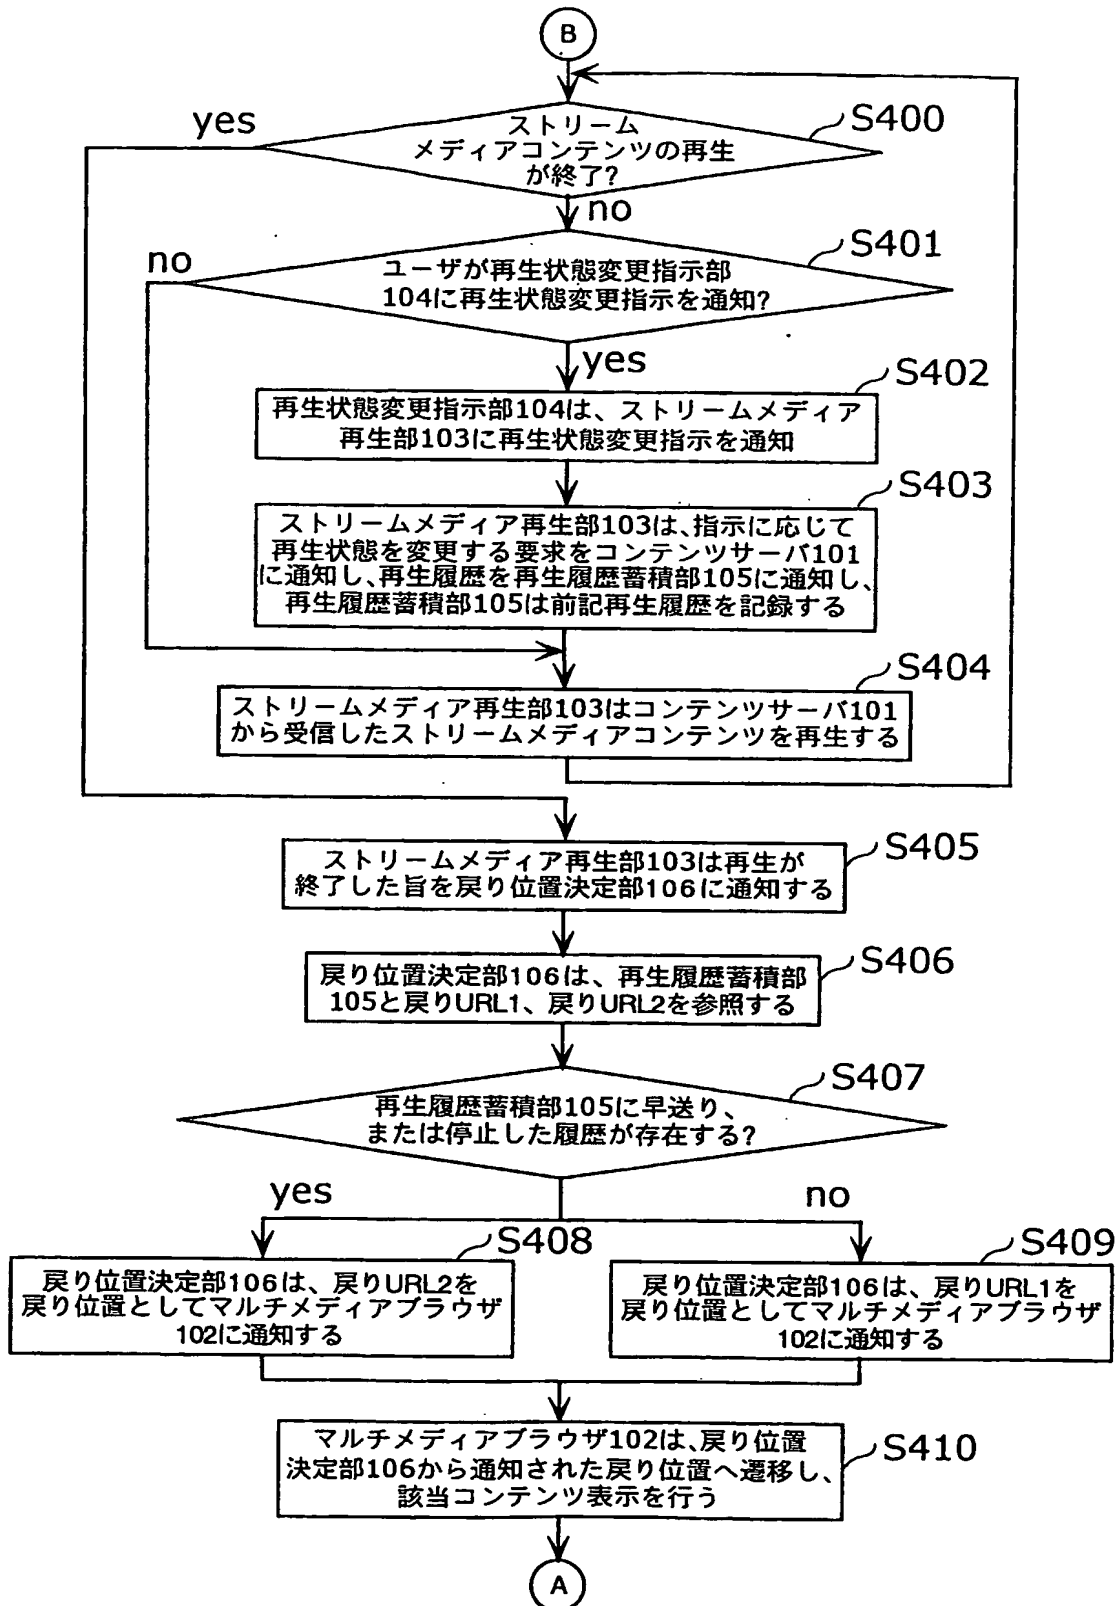 B
yes
ストリーム
メディアコンテンツの再生
が終了?
S400
no
no
ユーザが再生状態変更指示部
104に再生状態変更指示を通知?
S401
yes
S402
再生状態変更指示部104は、ストリームメディア
再生部103に再生状態変更指示を通知
S403
ストリームメディア再生部103は、指示に応じて
再生状態を変更する要求をコンテンツサーバ101
に通知し、再生履歴を再生履歴蓄積部105に通知し、
再生履歴蓄積部105は前記再生履歴を記録する
S404
ストリームメディア再生部103はコンテンツサーバ101
から受信したストリームメディアコンテンツを再生する
S405
ストリームメディア再生部103は再生が
終了した旨を戻り位置決定部106に通知する
S406
戻り位置決定部106は、再生履歴蓄積部
105と戻りURL1、戻りURL2を参照する
S407
再生履歴蓄積部105に早送り、
または停止した履歴が存在する?
yes
no
S408
戻り位置決定部106は、戻りURL2を
戻り位置としてマルチメディアブラウザ
102に通知する
S409
戻り位置決定部106は、戻りURL1を
戻り位置としてマルチメディアブラウザ
102に通知する
マルチメディアブラウザ102は、戻り位置
決定部106から通知された戻り位置へ遷移し、
該当コンテンツ表示を行う
S410
A